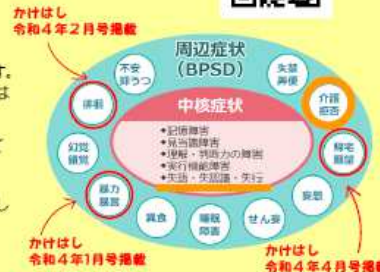 かけはし
令和4年2月号掲載
す。
は
周辺症状
(BPSD)
不安
抑うつ
失禁
弄便
徘徊
介護
拒否
中核症状
◆記憶障害
◆見当識障害
◆理解・判断力の障害
◆実行機能障害
◆失語・失認識・失行
幻覚
錯覚
帰宅
願望
暴力
暴言
妄想
異食
睡眠
障害
せん妄
し
かけはし
令和4年1月号掲載
かけはし
令和4年4月号掲